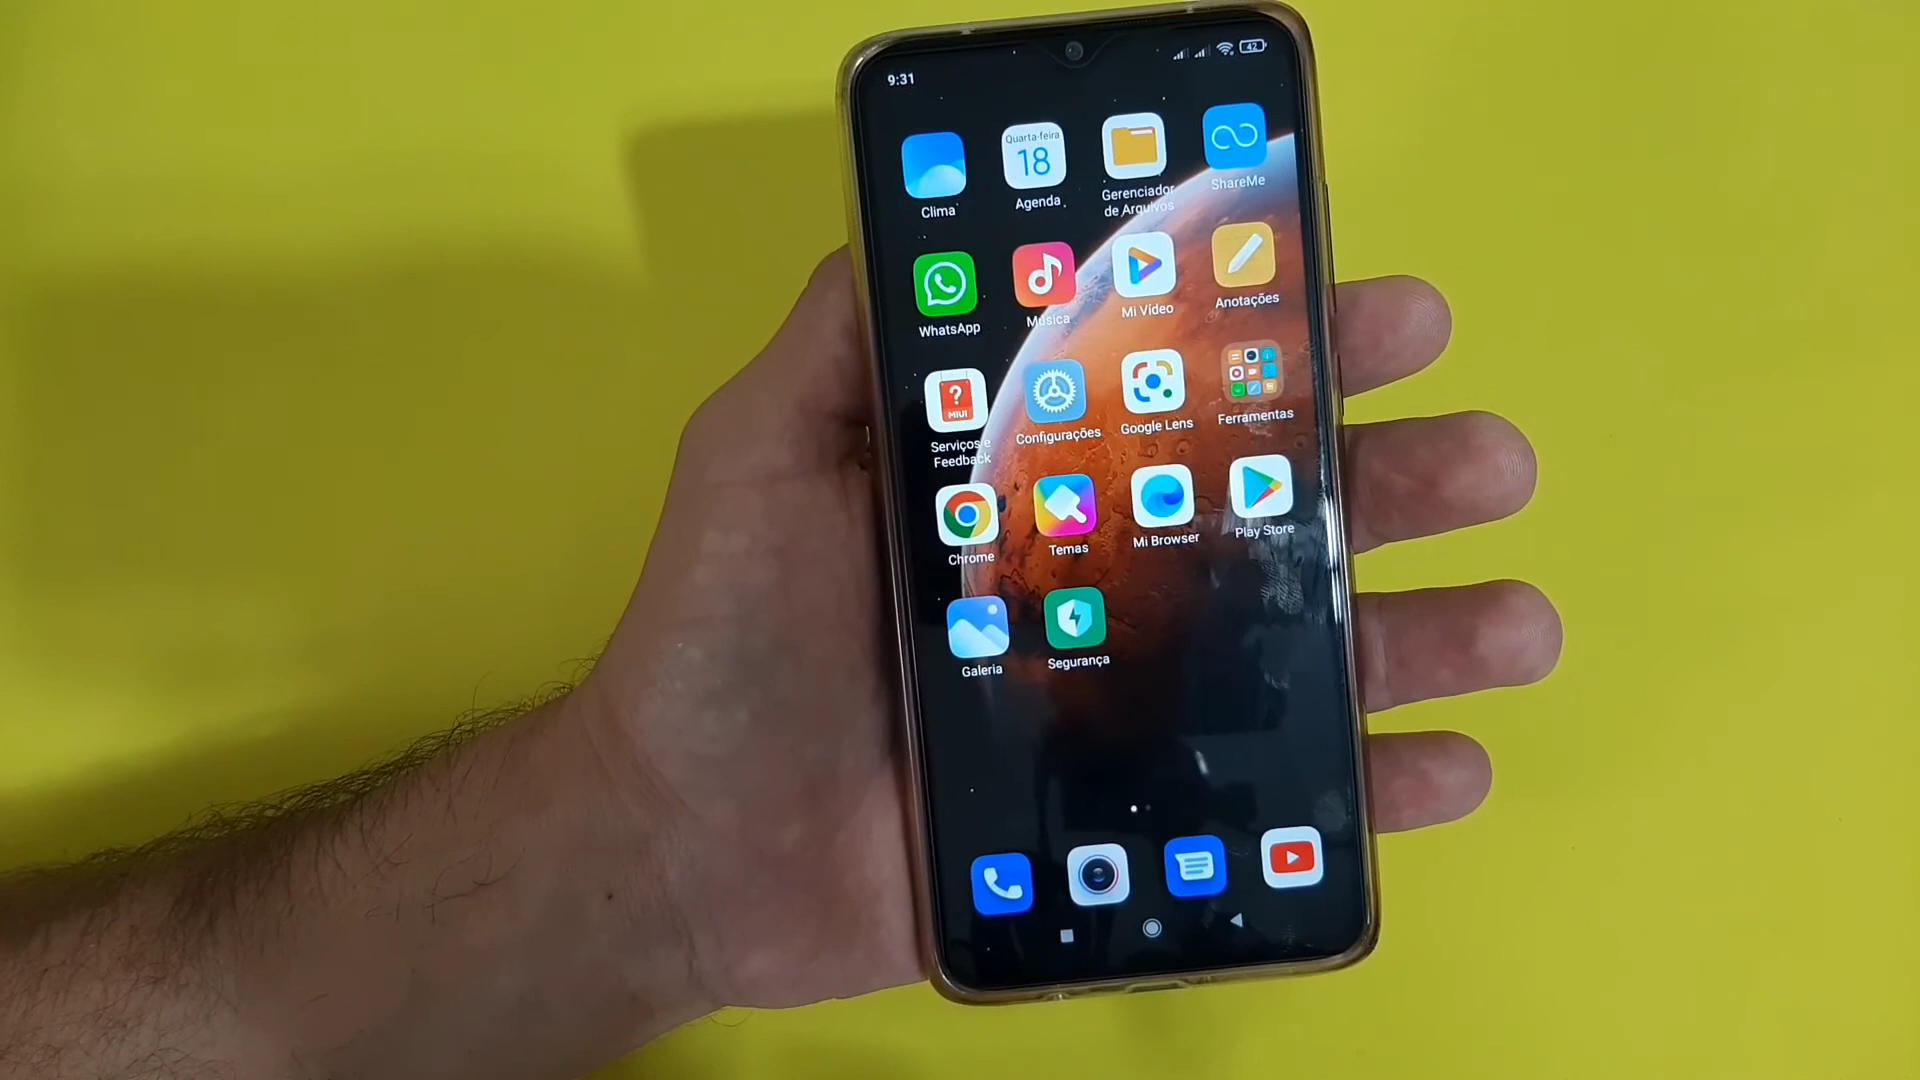 9:31
42
Quarta-feira
18
Clima
Agenda
Gerenciador
de Arquivos
ShareMe
WhatsApp
Música
Mi Vídeo
Anotações
?
MIUI
Serviços e
Feedback
Configurações
Google Lens
Ferramentas
Chrome
Temas
Mi Browser
Play Store
Galeria
Segurança